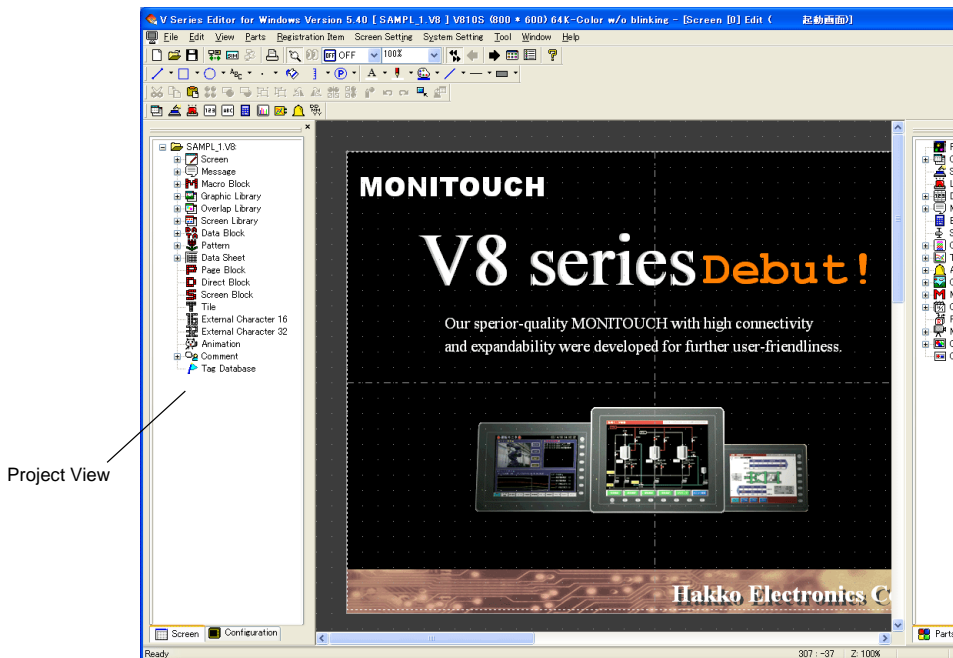 V Series Editor for Windows Version 5.40 [ SAMPL_1.V8 ] V810S (800 * 600) 64K-Color w/o blinking - [Screen [0] Edit ( 起動画面)]
File Edit View Parts Registration Item Screen Setting System Setting Tool Window Help
OFF OFF 100%
SAMPL_1.V8:
Screen
Message
Macro Block
Graphic Library
Overlap Library
Screen Library
Data Block
Pattern
Data Sheet
Page Block
Direct Block
Screen Block
Tile
External Character 16
External Character 32
Animation
Comment
Tag Database
Project View
MONITOUCH
V8 series Debut!
Our sperior-quality MONITOUCH with high connectivity
and expandability were developed for further user-friendliness.
Hakko Electronics C
Screen Configuration
Parts
Ready
307 : -37 Z: 100%